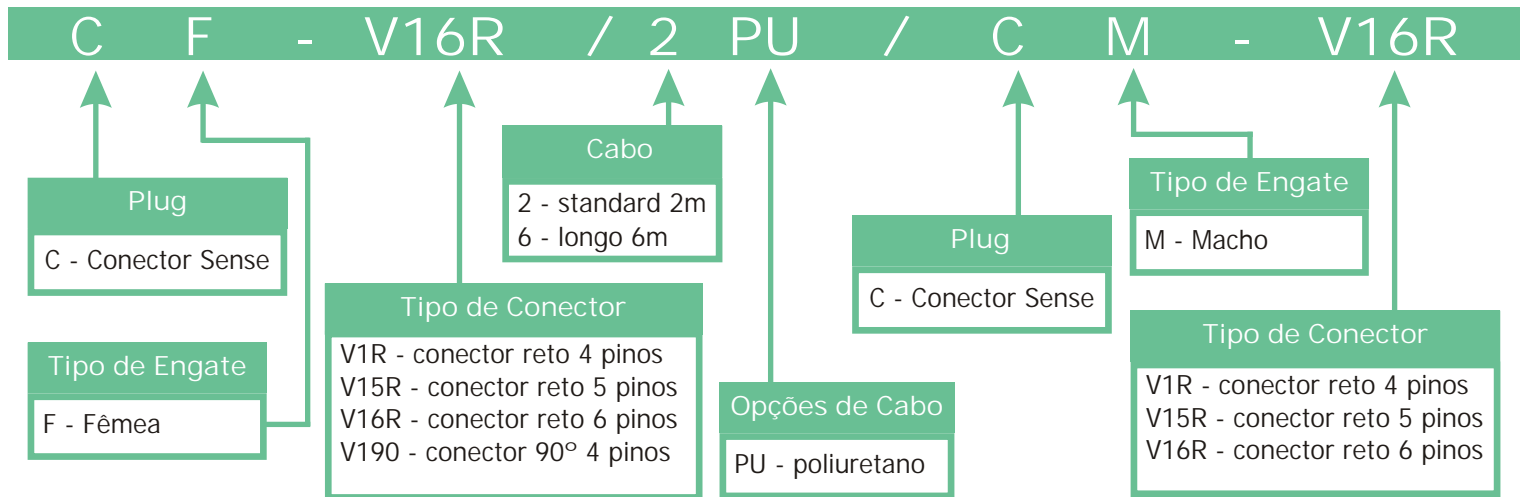 C F - V16R / 2 PU / C M - V16R
Plug
C - Conector Sense
Tipo de Engate
F - Fêmea
Tipo de Conector
V1R - conector reto 4 pinos
V15R - conector reto 5 pinos
V16R - conector reto 6 pinos
V190 - conector 90º 4 pinos
Cabo
2 - standard 2m
6 - longo 6m
Opções de Cabo
PU - poliuretano
Plug
C - Conector Sense
Tipo de Engate
M - Macho
Tipo de Conector
V1R - conector reto 4 pinos
V15R - conector reto 5 pinos
V16R - conector reto 6 pinos